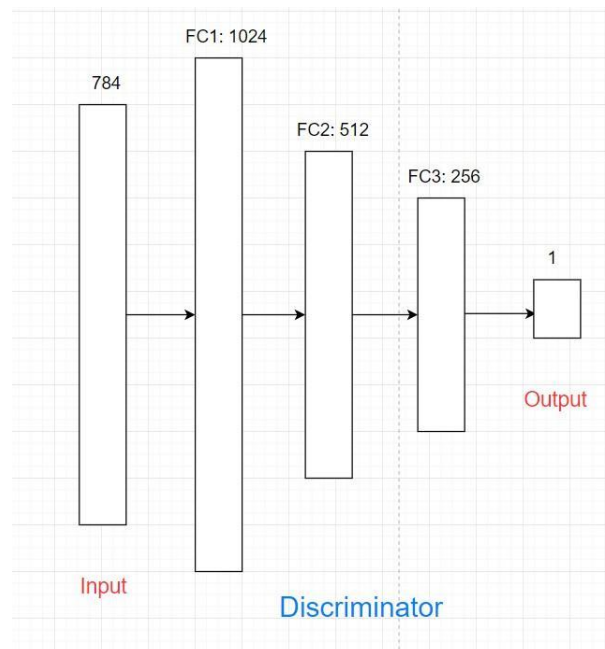 784
FC1: 1024
FC2: 512
FC3: 256
1
Input
Output
Discriminator